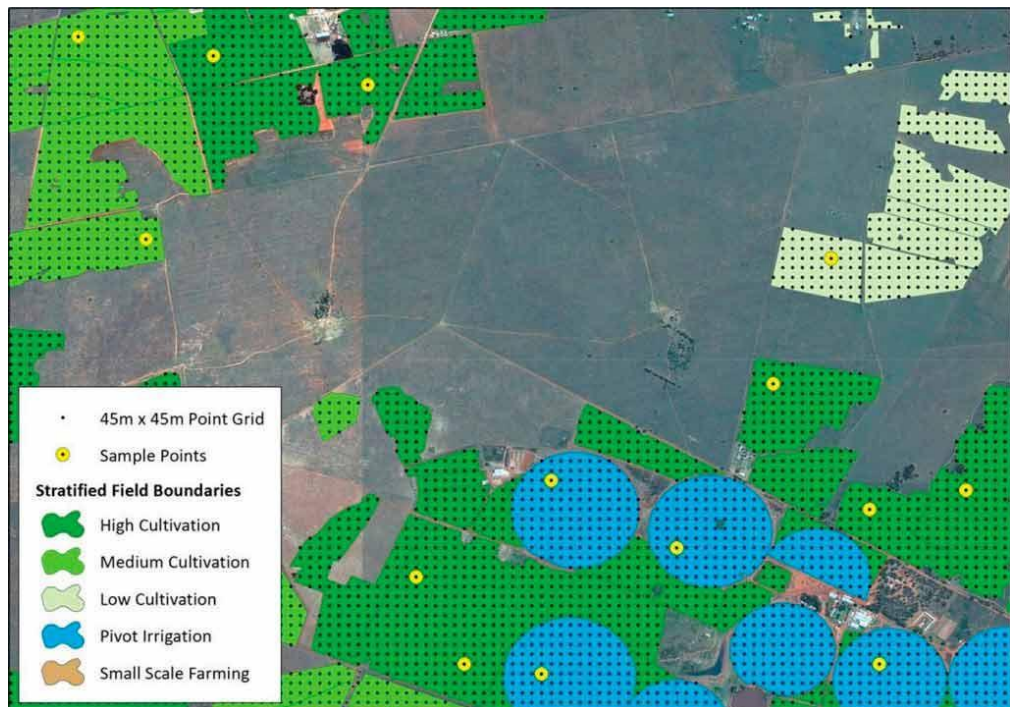 45m x 45m Point Grid
Sample Points
Stratified Field Boundaries
High Cultivation
Medium Cultivation
Low Cultivation
Pivot Irrigation
Small Scale Farming